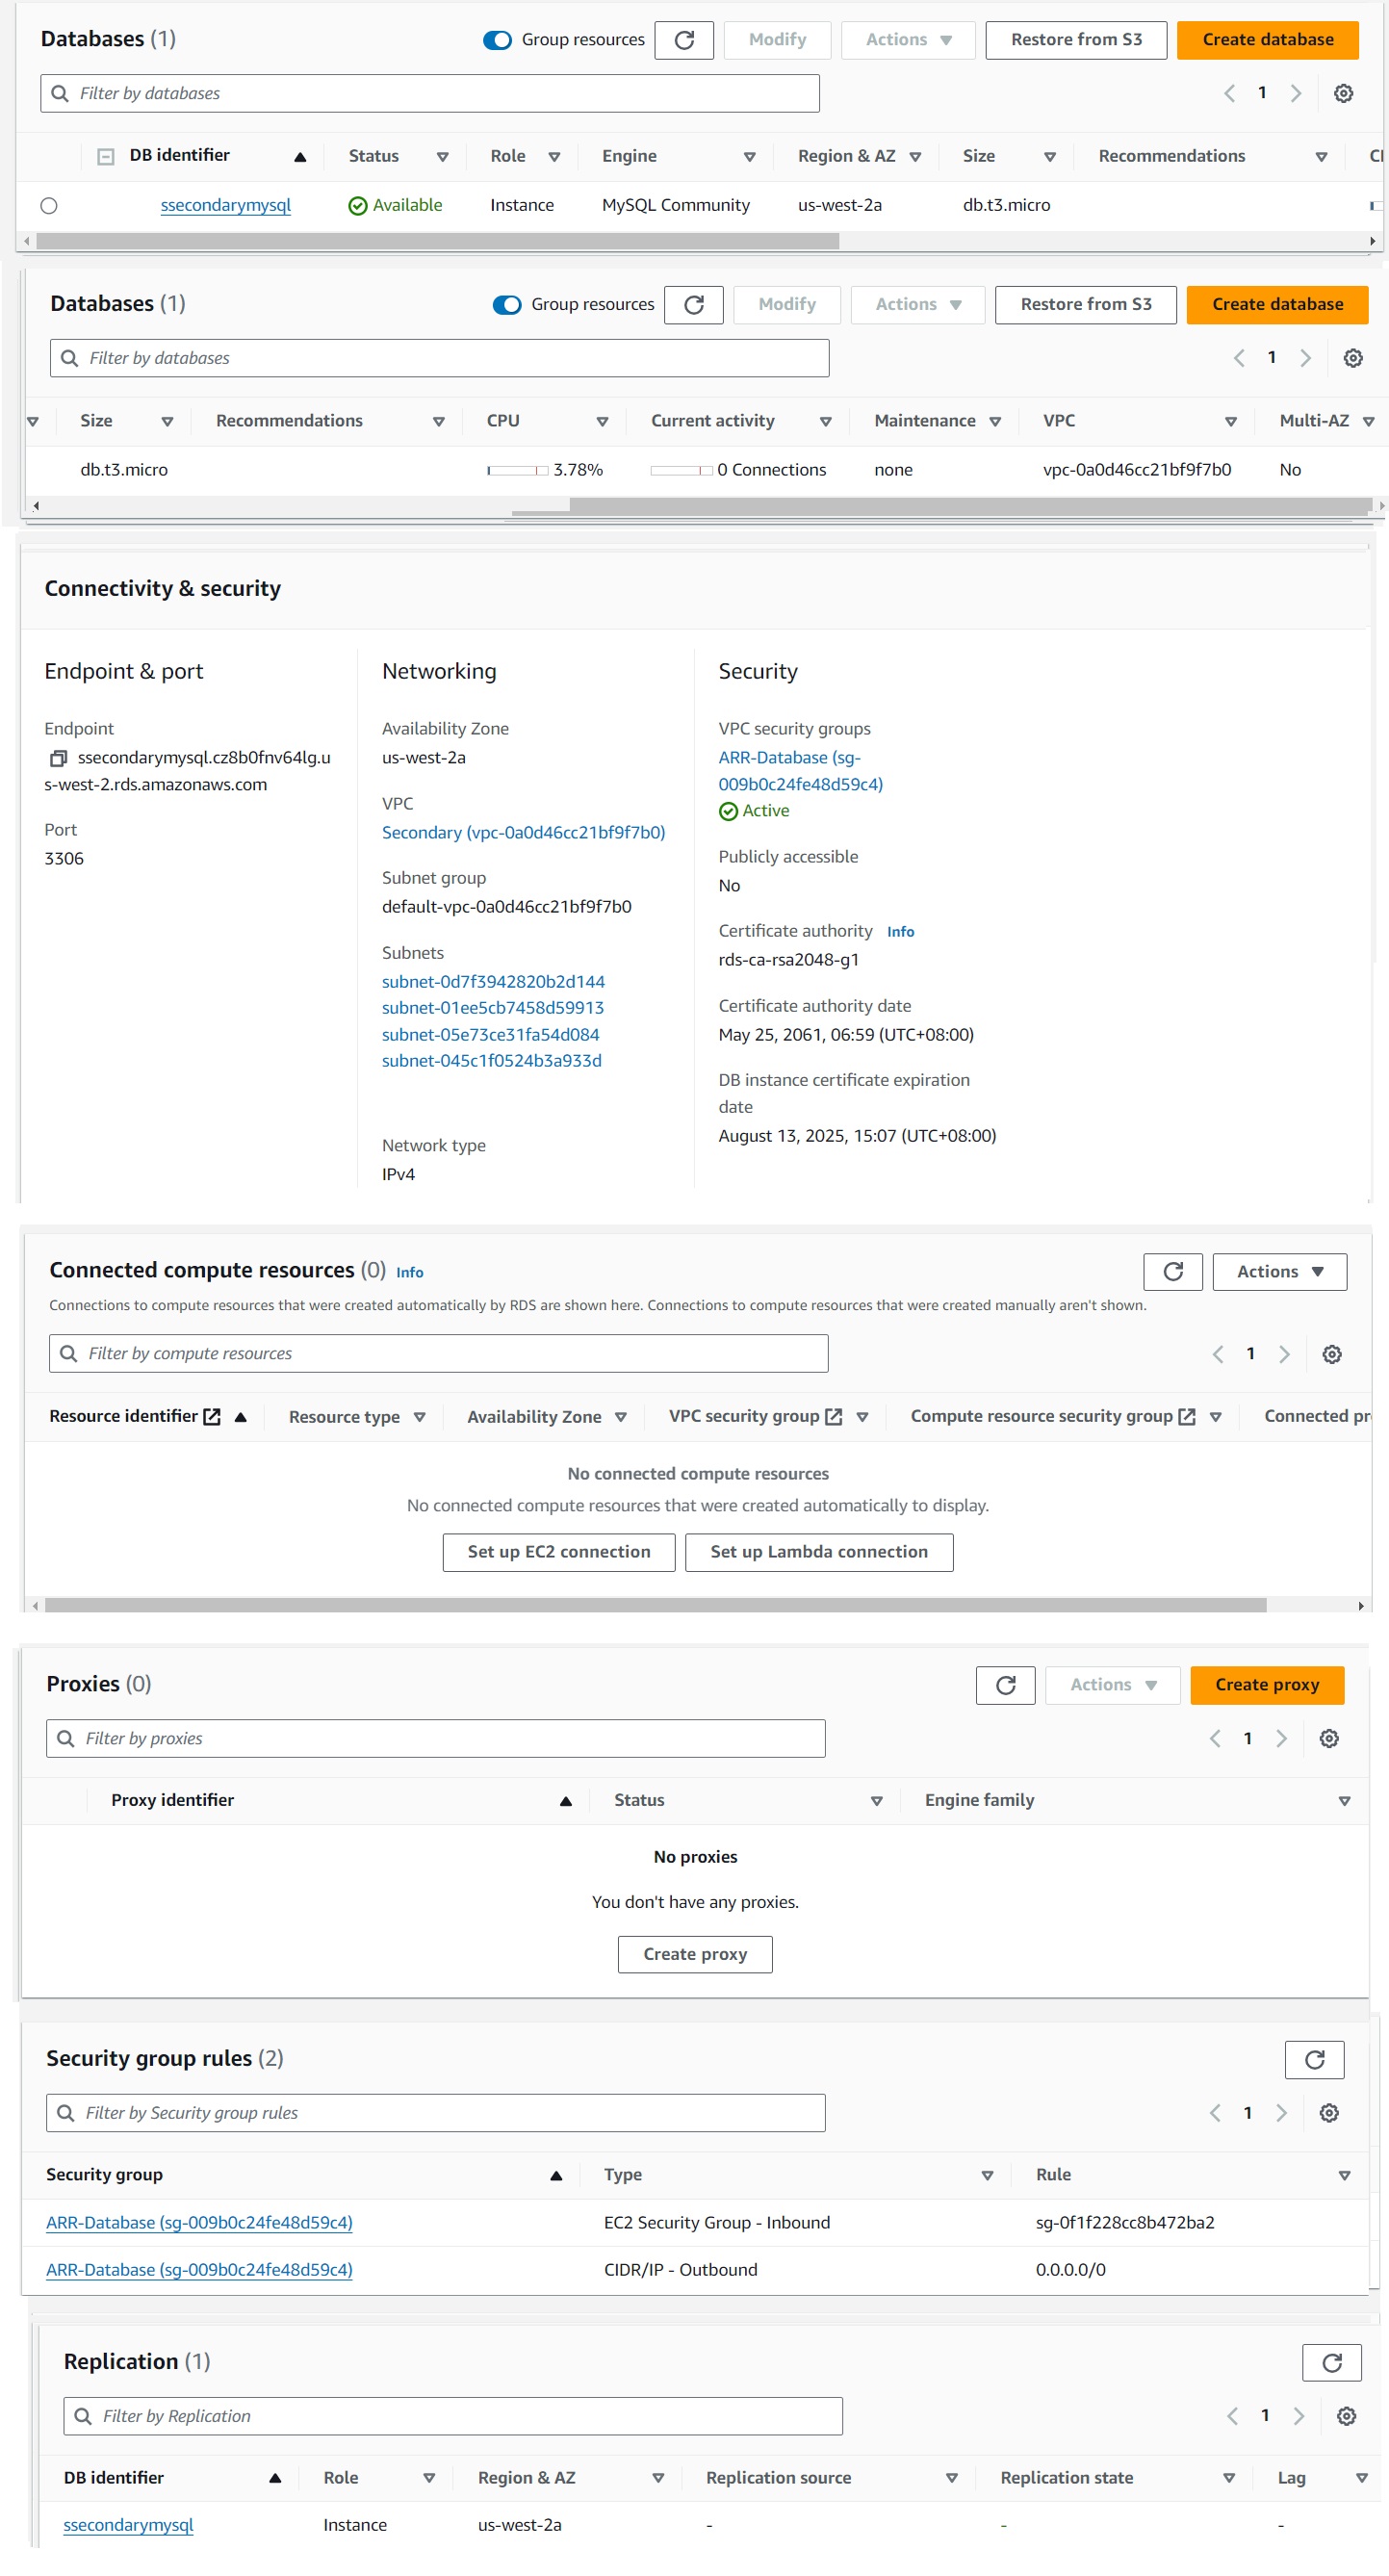 Databases (1)
Group resources
Modify
Actions
Restore from S3
Create database
Filter by databases
1
DB identifier Status Role Engine Region & AZ Size Recommendations
ssecondarymysql Available Instance MySQL Community us-west-2a db.t3.micro
Databases (1)
Group resources
Modify
Actions
Restore from S3
Create database
Filter by databases
1
Size Recommendations CPU Current activity Maintenance VPC Multi-AZ
db.t3.micro 3.78% 0 Connections none vpc-0a0d46cc21bf9f7b0 No
Connectivity & security
Endpoint & port
Endpoint
ssecondarymysql.cz8b0fnv64lg.u
s-west-2.rds.amazonaws.com
Port
3306
Networking
Availability Zone
us-west-2a
VPC
Secondary (vpc-0a0d46cc21bf9f7b0)
Subnet group
default-vpc-0a0d46cc21bf9f7b0
Subnets
subnet-0d7f3942820b2d144
subnet-01ee5cb7458d59913
subnet-05e73ce31fa54d084
subnet-045c1f0524b3a933d
Network type
IPv4
Security
VPC security groups
ARR-Database (sg-
009b0c24fe48d59c4)
Active
Publicly accessible
No
Certificate authority Info
rds-ca-rsa2048-g1
Certificate authority date
May 25, 2061, 06:59 (UTC+08:00)
DB instance certificate expiration
date
August 13, 2025, 15:07 (UTC+08:00)
Connected compute resources (0) Info
Actions
Connections to compute resources that were created automatically by RDS are shown here. Connections to compute resources that were created manually aren't shown.
Filter by compute resources
1
Resource identifier Resource type Availability Zone VPC security group Compute resource security group Connected pr
No connected compute resources
No connected compute resources that were created automatically to display.
Set up EC2 connection
Set up Lambda connection
Proxies (0)
Actions
Create proxy
Filter by proxies
1
Proxy identifier Status Engine family
No proxies
You don't have any proxies.
Create proxy
Security group rules (2)
Filter by Security group rules
1
Security group Type Rule
ARR-Database (sg-009b0c24fe48d59c4) EC2 Security Group - Inbound sg-0f1f228cc8b472ba2
ARR-Database (sg-009b0c24fe48d59c4) CIDR/IP - Outbound 0.0.0.0/0
Replication (1)
Filter by Replication
1
DB identifier Role Region & AZ Replication source Replication state Lag
ssecondarymysql Instance us-west-2a - - -